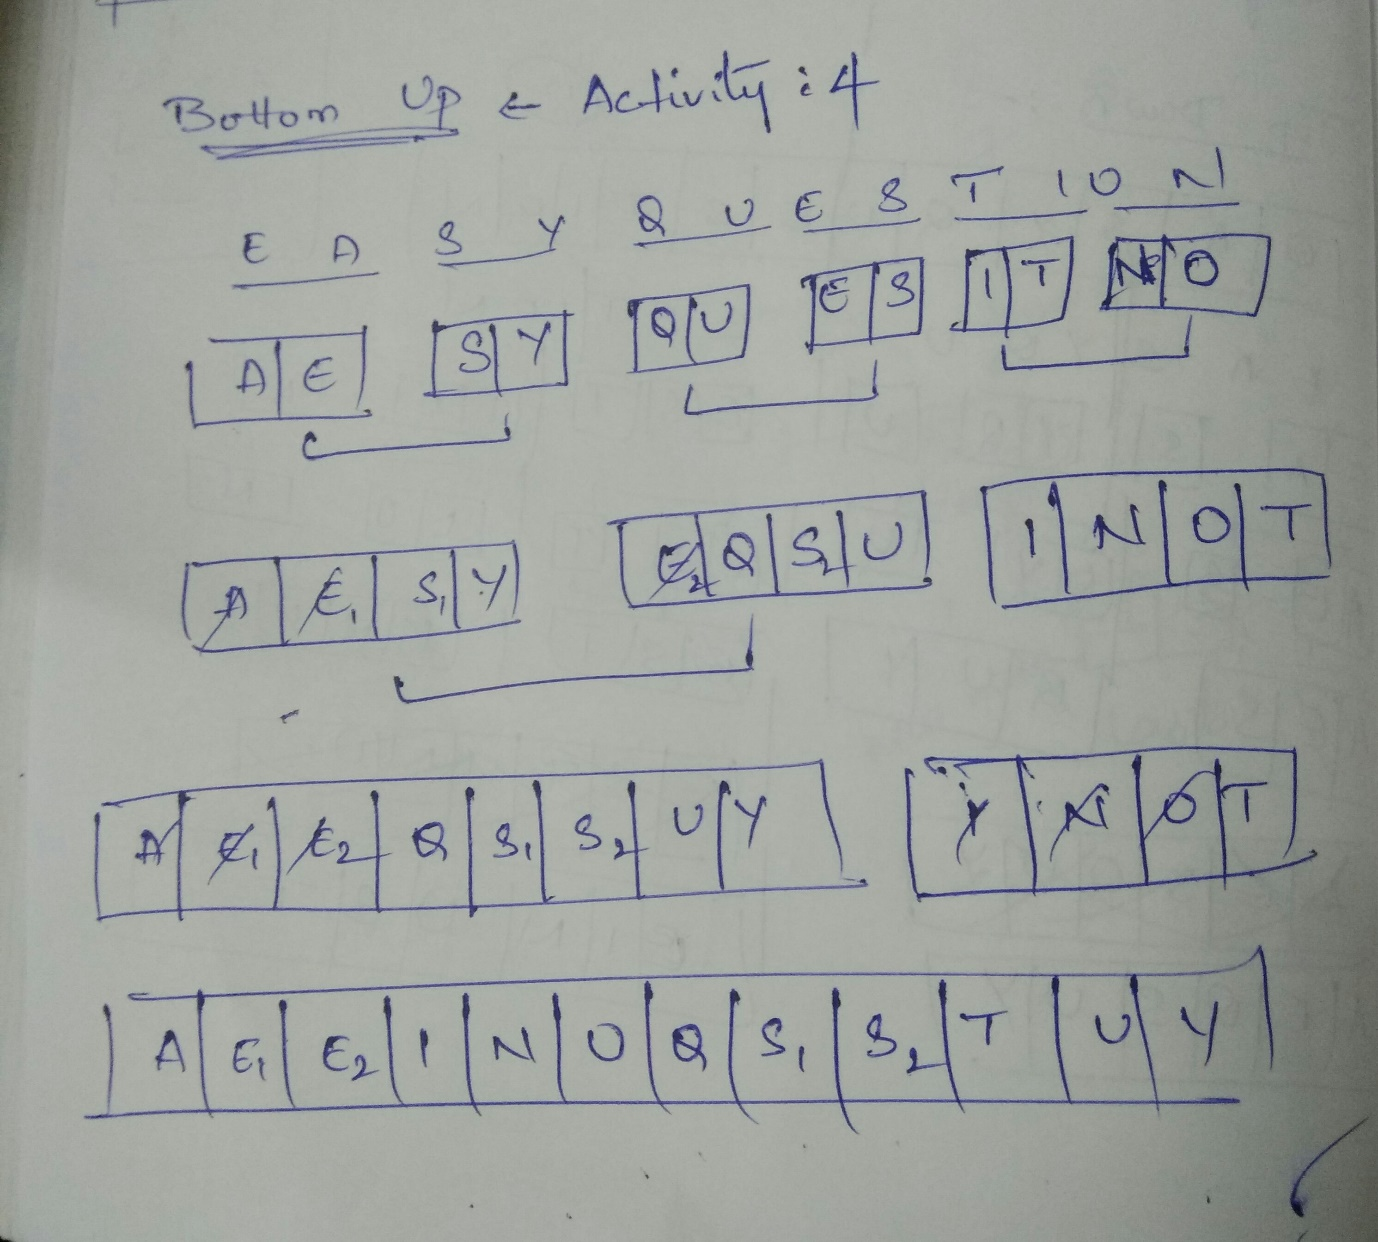 Bottom Up ← Activity : 4
E A S Y Q U E S T I O N
A E S Y Q U E S I T N O
A E₁ S₁ Y E₂ Q S₂ U I N O T
A E₁ E₂ Q S₁ S₂ U Y I N O T
A E₁ E₂ I N O Q S₁ S₂ T U Y